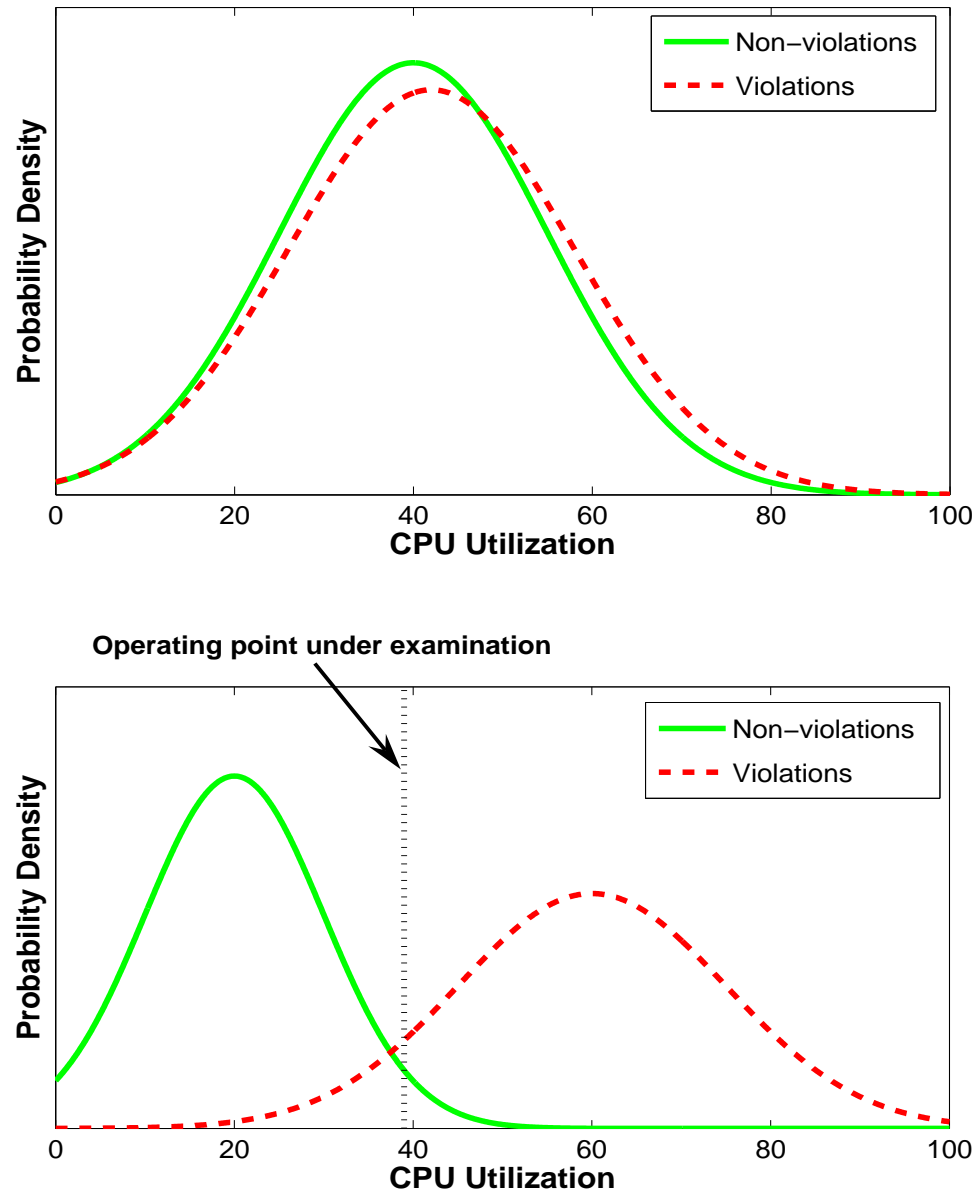 Non−violations
Violations
Probability Density
0 20 40 60 80 100
CPU Utilization
Operating point under examination
Non−violations
Violations
Probability Density
0 20 40 60 80 100
CPU Utilization